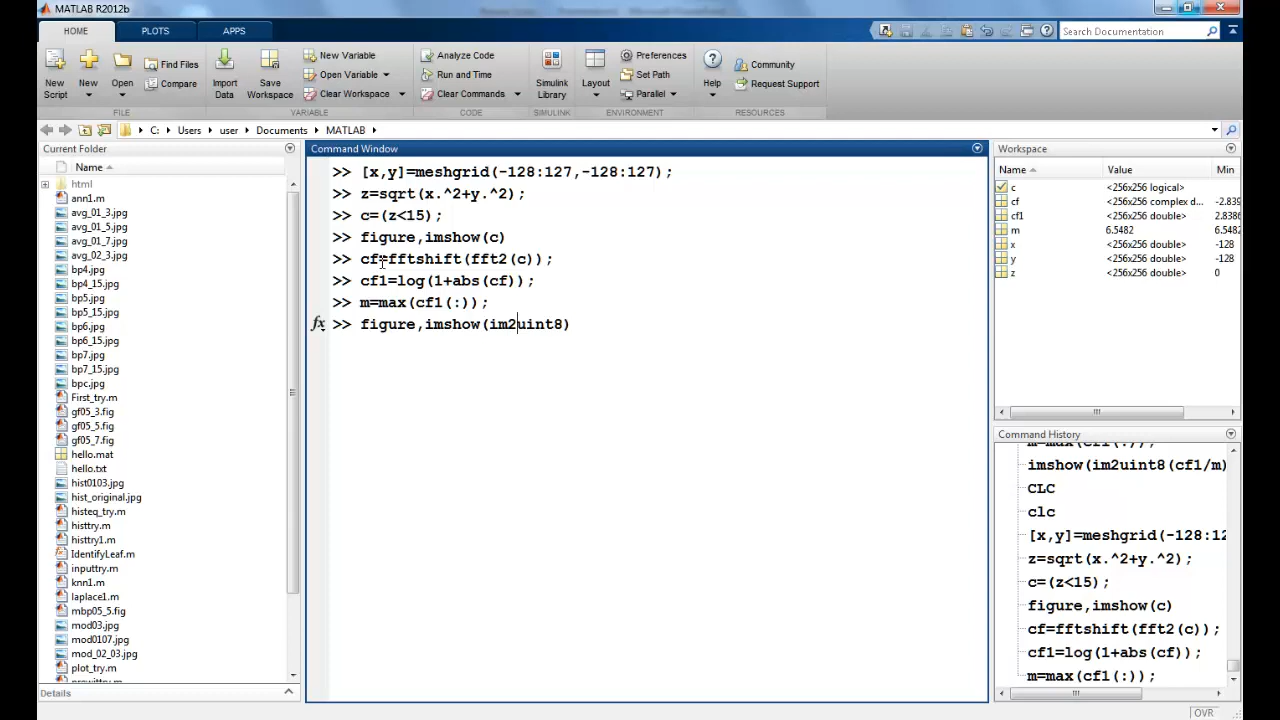 MATLAB R2012b
HOME
PLOTS
APPS
Search Documentation
New Script
New
Open
Find Files
Compare
Import Data
Save Workspace
New Variable
Open Variable
Clear Workspace
Analyze Code
Run and Time
Clear Commands
Simulink Library
Layout
Preferences
Set Path
Parallel
Help
Community
Request Support
FILE
VARIABLE
CODE
SIMULINK
ENVIRONMENT
RESOURCES
C: Users user Documents MATLAB
Current Folder
Name
html
ann1.m
avg_01_3.jpg
avg_01_5.jpg
avg_01_7.jpg
avg_02_3.jpg
bp4.jpg
bp4_15.jpg
bp5.jpg
bp5_15.jpg
bp6.jpg
bp6_15.jpg
bp7.jpg
bp7_15.jpg
bpc.jpg
First_try.m
gf05_3.fig
gf05_5.fig
gf05_7.fig
hello.mat
hello.txt
hist0103.jpg
hist_original.jpg
histeq_try.m
histtry.m
histtry1.m
IdentifyLeaf.m
inputtry.m
knn1.m
laplace1.m
mbp05_5.fig
mod03.jpg
mod0107.jpg
mod_02_03.jpg
plot_try.m
Details
Command Window
>> [x,y]=meshgrid(-128:127,-128:127);
>> z=sqrt(x.^2+y.^2);
>> c=(z<15);
>> figure,imshow(c)
>> cf=fftshift(fft2(c));
>> cf1=log(1+abs(cf));
>> m=max(cf1(:));
fx >> figure,imshow(im2uint8)
Workspace
Name Value Min
c <256x256 logical>
cf <256x256 complex d... -2.839
cf1 <256x256 double> 2.8386
m 6.5482 6.5482
x <256x256 double> -128
y <256x256 double> -128
z <256x256 double> 0
Command History
m=max(cf1(:));
imshow(im2uint8(cf1/m)
CLC
clc
[x,y]=meshgrid(-128:12
z=sqrt(x.^2+y.^2);
c=(z<15);
figure,imshow(c)
cf=fftshift(fft2(c));
cf1=log(1+abs(cf));
m=max(cf1(:));
OVR